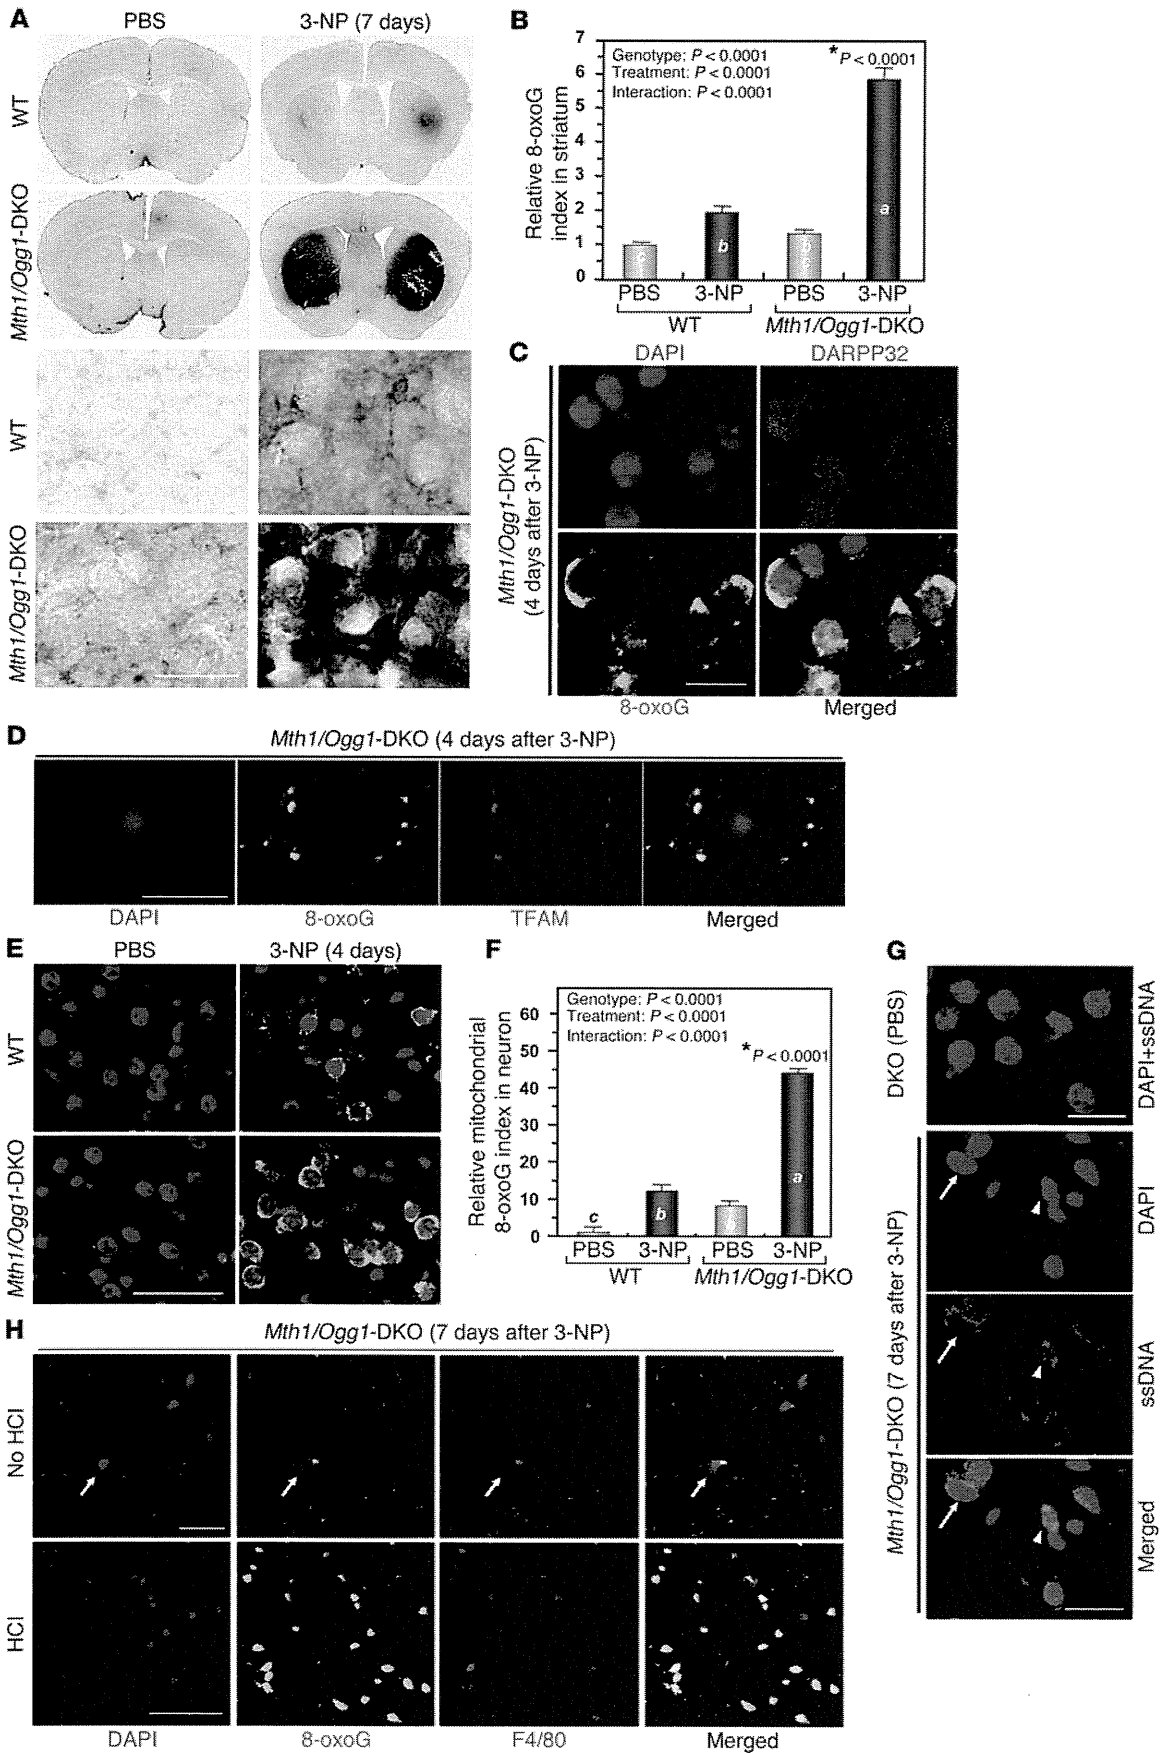 A
PBS
3-NP (7 days)
WT
Mth1/Ogg1-DKO
WT
Mth1/Ogg1-DKO
B
Relative 8-oxoG
index in striatum
7
6
5
4
3
2
1
0
Genotype: P < 0.0001
Treatment: P < 0.0001
Interaction: P < 0.0001
*P < 0.0001
c
b
b
a
PBS
3-NP
PBS
3-NP
WT
Mth1/Ogg1-DKO
C
DAPI
DARPP32
Mth1/Ogg1-DKO
(4 days after 3-NP)
8-oxoG
Merged
D
Mth1/Ogg1-DKO (4 days after 3-NP)
DAPI
8-oxoG
TFAM
Merged
E
PBS
3-NP (4 days)
WT
Mth1/Ogg1-DKO
F
Relative mitochondrial
8-oxoG index in neuron
60
50
40
30
20
10
0
Genotype: P < 0.0001
Treatment: P < 0.0001
Interaction: P < 0.0001
*P < 0.0001
c
b
a
PBS
3-NP
PBS
3-NP
WT
Mth1/Ogg1-DKO
G
DKO (PBS)
DAPI+ssDNA
Mth1/Ogg1-DKO (7 days after 3-NP)
DAPI
ssDNA
Merged
H
Mth1/Ogg1-DKO (7 days after 3-NP)
No HCl
HCl
DAPI
8-oxoG
F4/80
Merged